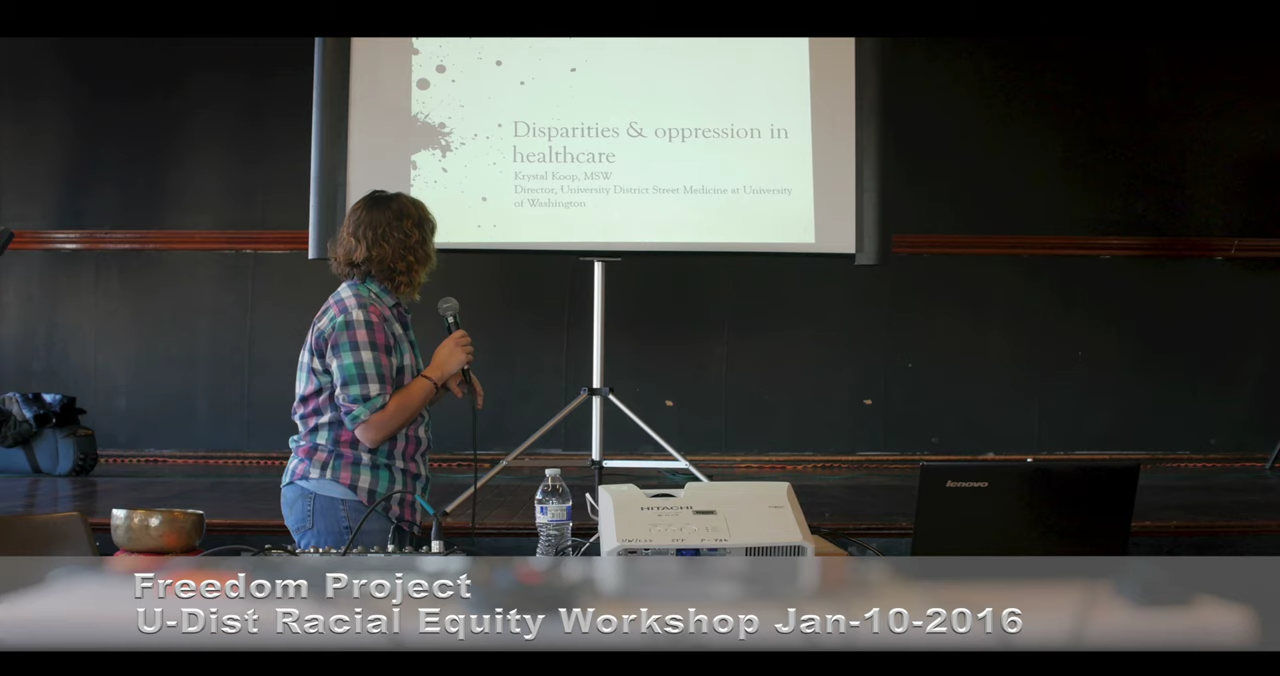 Disparities & oppression in
healthcare
Krystal Koop, MSW
Director, University District Street Medicine at University
of Washington
HITACHI
lenovo
Freedom Project
U-Dist Racial Equity Workshop Jan-10-2016